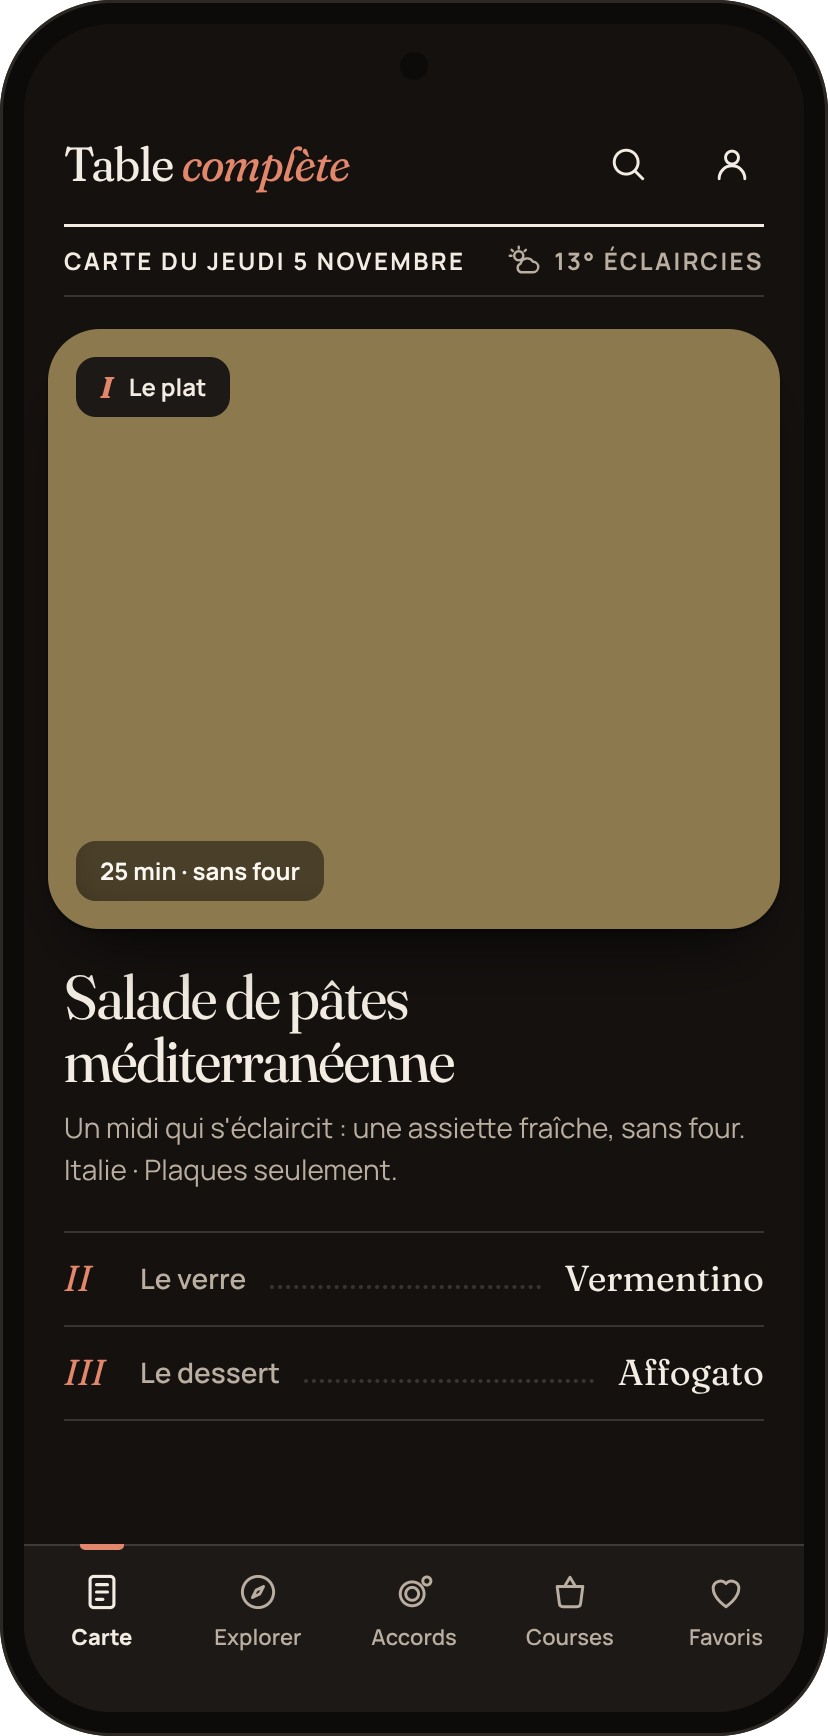 Table complète
CARTE DU JEUDI 5 NOVEMBRE 13° ÉCLAIRCIES
I Le plat
25 min · sans four
Salade de pâtes
méditerranéenne
Un midi qui s'éclaircit : une assiette fraîche, sans four.
Italie · Plaques seulement.
II Le verre Vermentino
III Le dessert Affogato
Carte Explorer Accords Courses Favoris